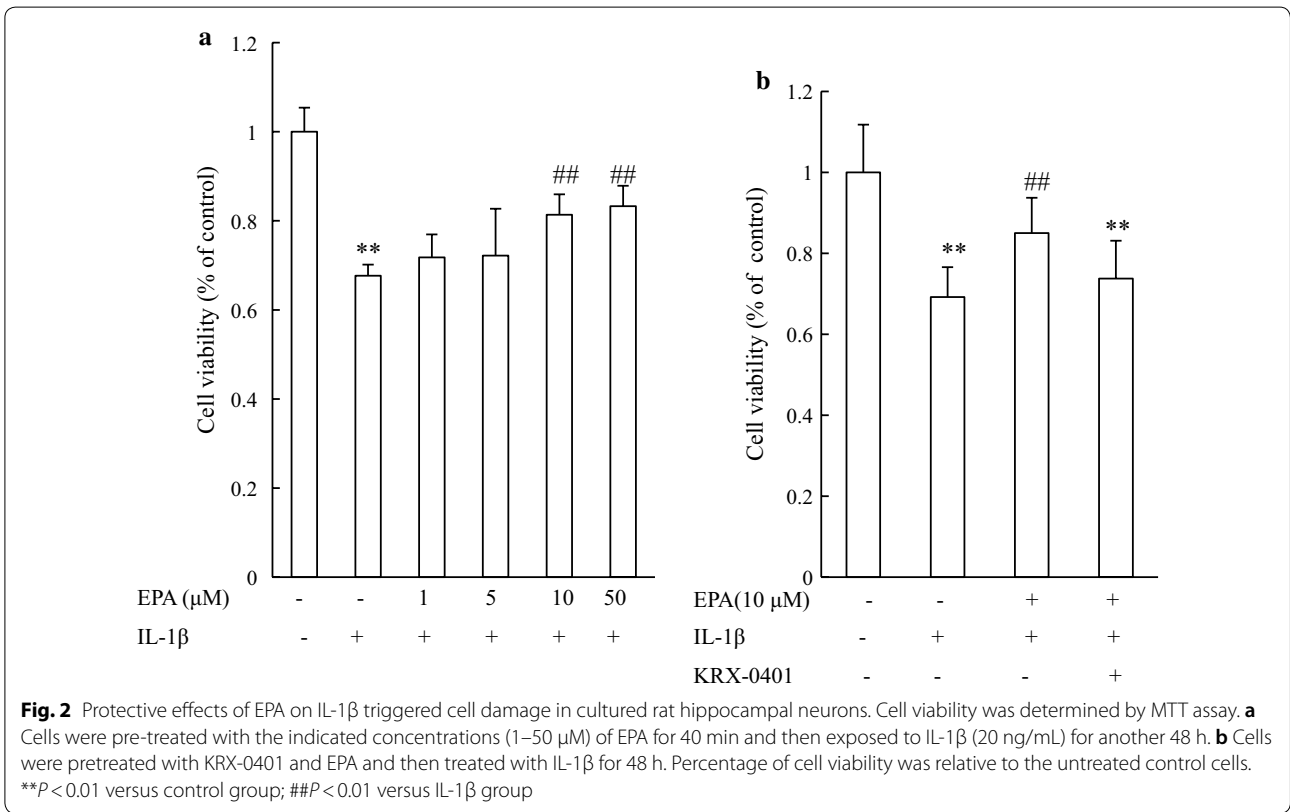 a
1.2
1
0.8
0.6
0.4
0.2
0
Cell viability (% of control)
**
##
##
EPA (μM) - - 1 5 10 50
IL-1β - + + + + +
b
1.2
1
0.8
0.6
0.4
0.2
0
Cell viability (% of control)
**
##
**
EPA(10 μM) - - + +
IL-1β - + + +
KRX-0401 - - - +
Fig. 2 Protective effects of EPA on IL-1β triggered cell damage in cultured rat hippocampal neurons. Cell viability was determined by MTT assay. a
Cells were pre-treated with the indicated concentrations (1–50 μM) of EPA for 40 min and then exposed to IL-1β (20 ng/mL) for another 48 h. b Cells
were pretreated with KRX-0401 and EPA and then treated with IL-1β for 48 h. Percentage of cell viability was relative to the untreated control cells.
**P < 0.01 versus control group; ##P < 0.01 versus IL-1β group